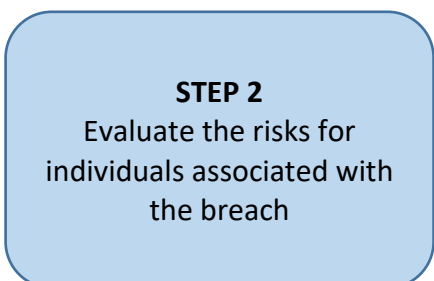 STEP 2
Evaluate the risks for
individuals associated with
the breach